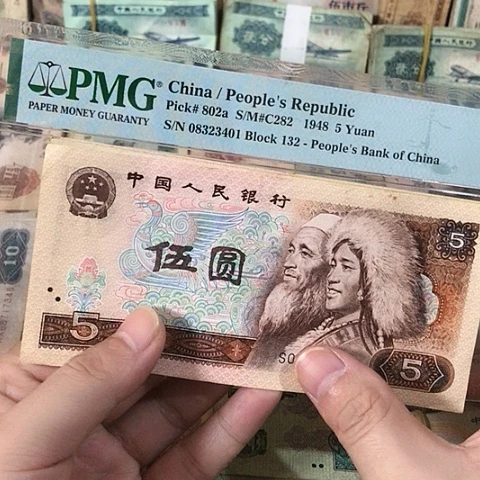 PMG® China / People's Republic
PAPER MONEY GUARANTY Pick# 802a S/M#C282 1948 5 Yuan
S/N 08323401 Block 132 - People's Bank of China
中国人民银行
5
伍圆
5
5
10